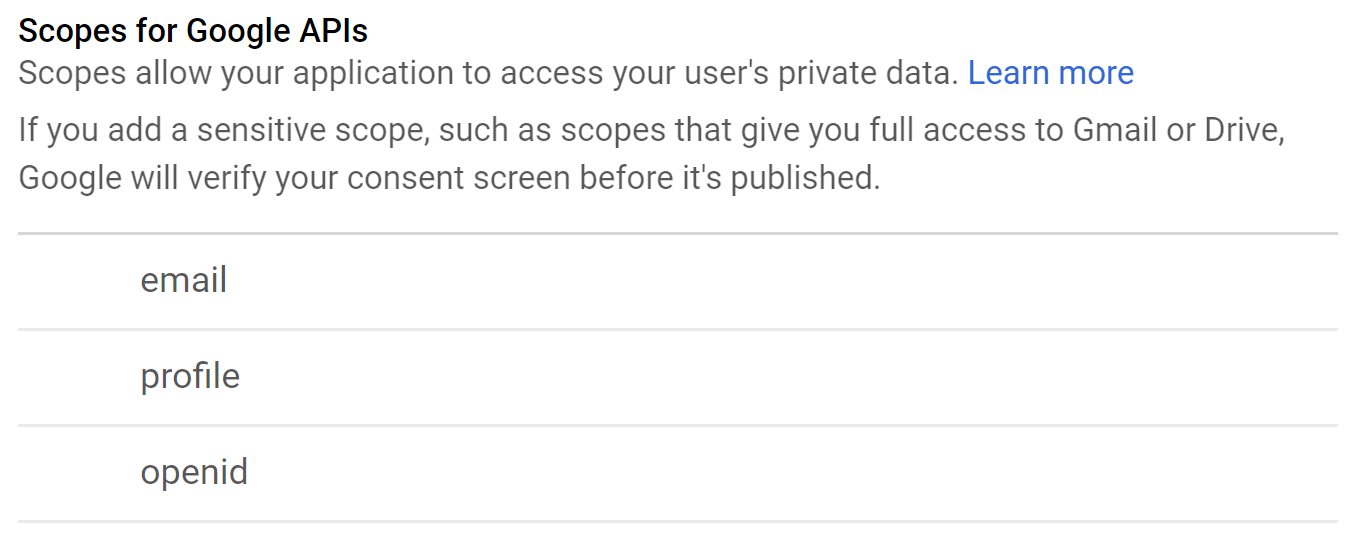 Scopes for Google APIs
Scopes allow your application to access your user's private data. Learn more
If you add a sensitive scope, such as scopes that give you full access to Gmail or Drive,
Google will verify your consent screen before it's published.
email
profile
openid